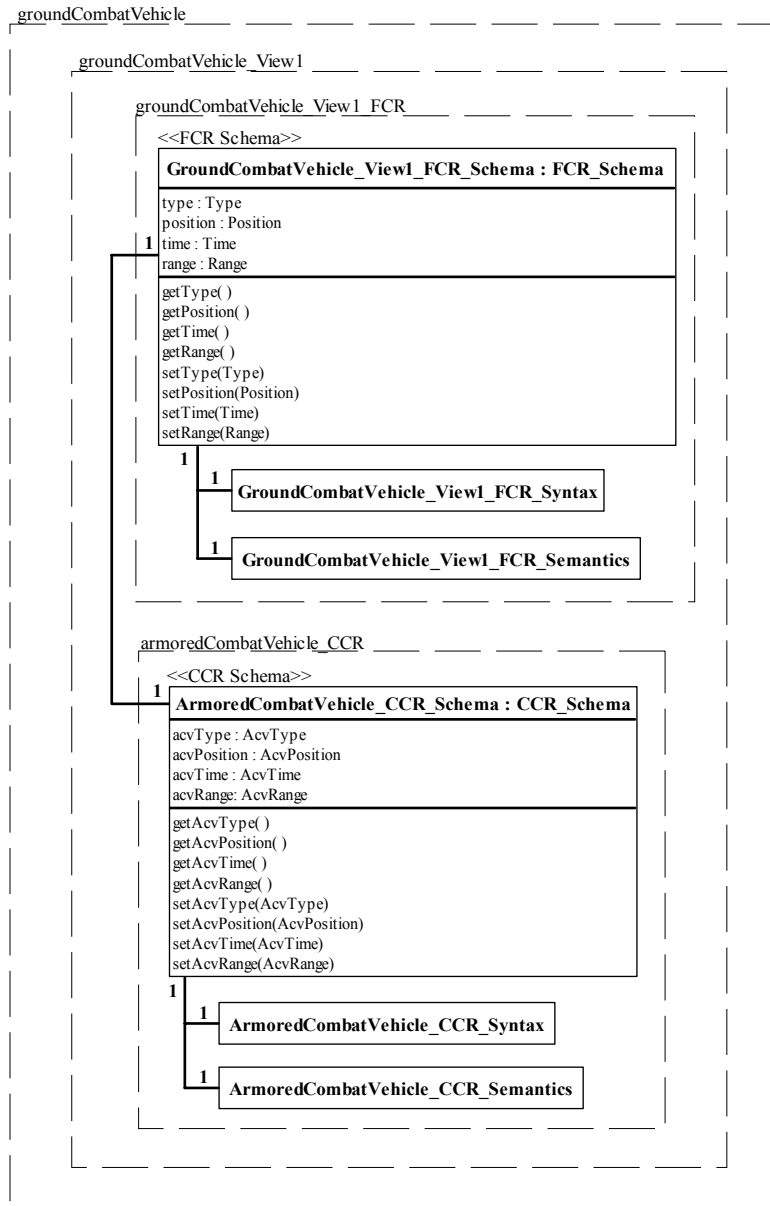 groundCombatVehicle
groundCombatVehicle_View1
groundCombatVehicle_View1_FCR
<<FCR Schema>>
GroundCombatVehicle_View1_FCR_Schema : FCR_Schema
type : Type
position : Position
1
time : Time
range : Range
getType( )
getPosition( )
getTime( )
getRange( )
setType(Type)
setPosition(Position)
setTime(Time)
setRange(Range)
1
1
GroundCombatVehicle_View1_FCR_Syntax
1
GroundCombatVehicle_View1_FCR_Semantics
armoredCombatVehicle_CCR
<<CCR Schema>>
1
ArmoredCombatVehicle_CCR_Schema : CCR_Schema
acvType : AcvType
acvPosition : AcvPosition
acvTime : AcvTime
acvRange: AcvRange
getAcvType( )
getAcvPosition( )
getAcvTime( )
getAcvRange( )
setAcvType(AcvType)
setAcvPosition(AcvPosition)
setAcvTime(AcvTime)
setAcvRange(AcvRange)
1
1
ArmoredCombatVehicle_CCR_Syntax
1
ArmoredCombatVehicle_CCR_Semantics